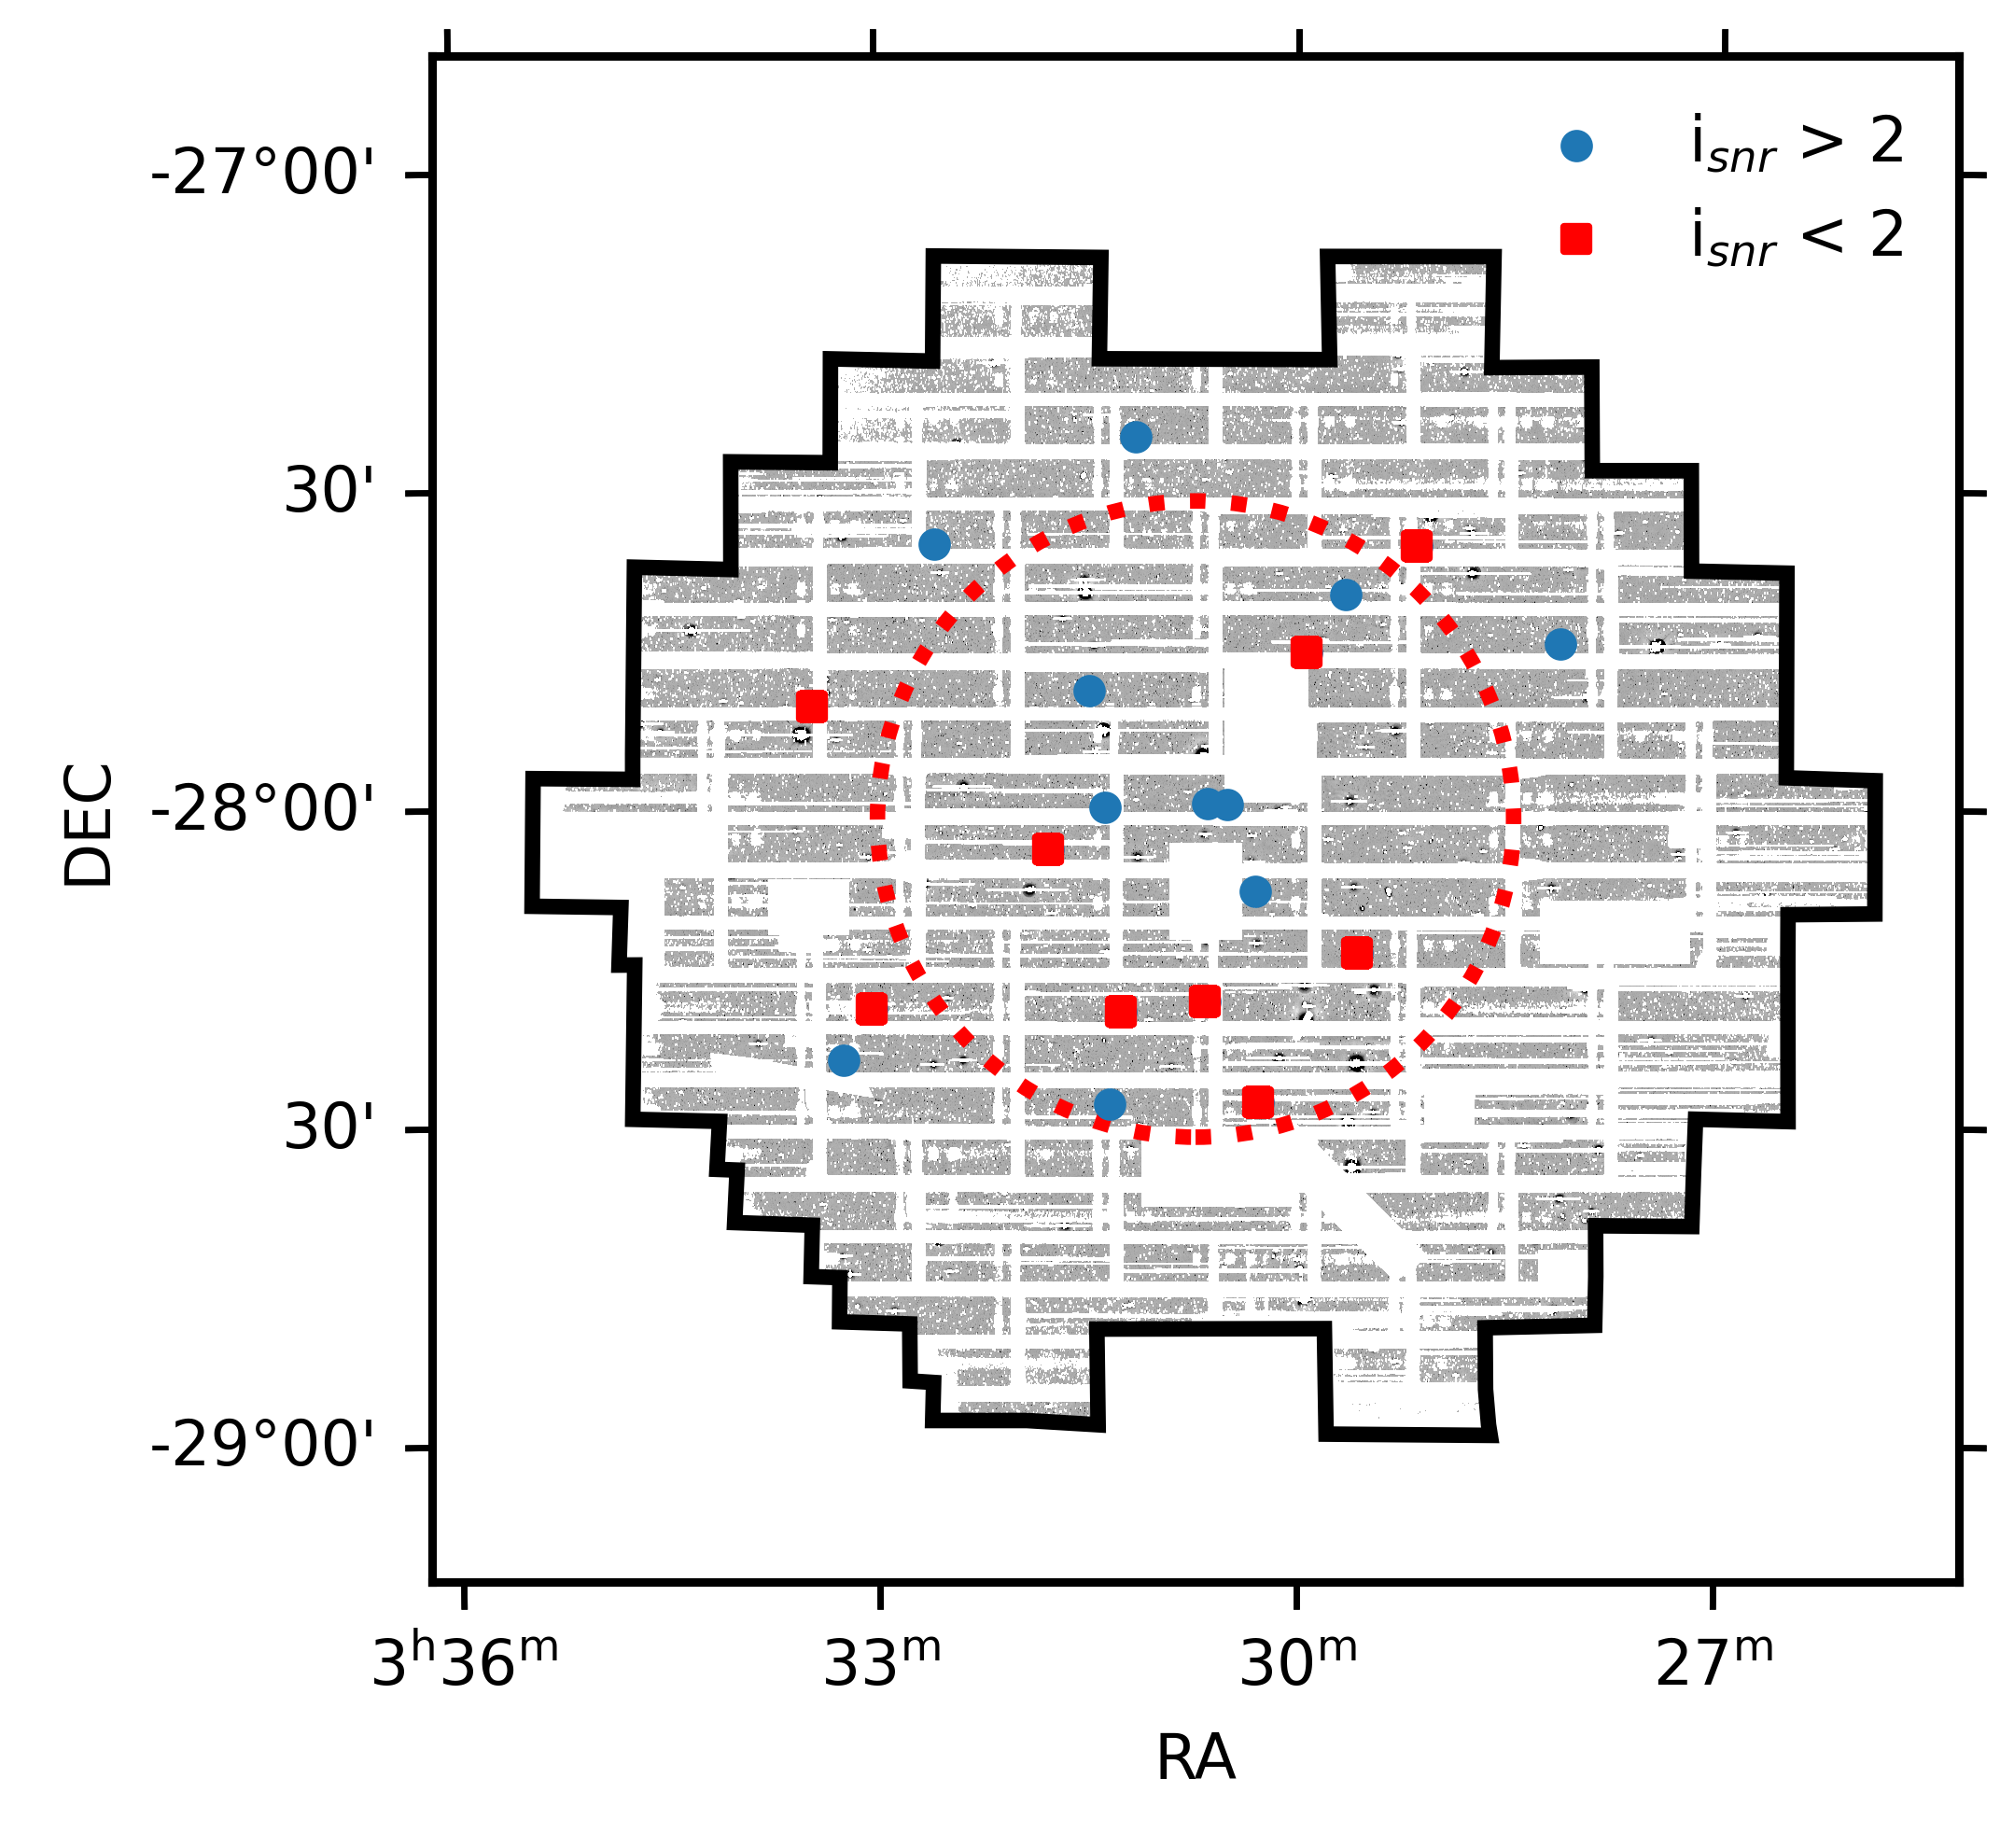 i_snr > 2
i_snr < 2
-27°00'
30'
-28°00'
30'
-29°00'
DEC
3ʰ36ᵐ 33ᵐ 30ᵐ 27ᵐ
RA